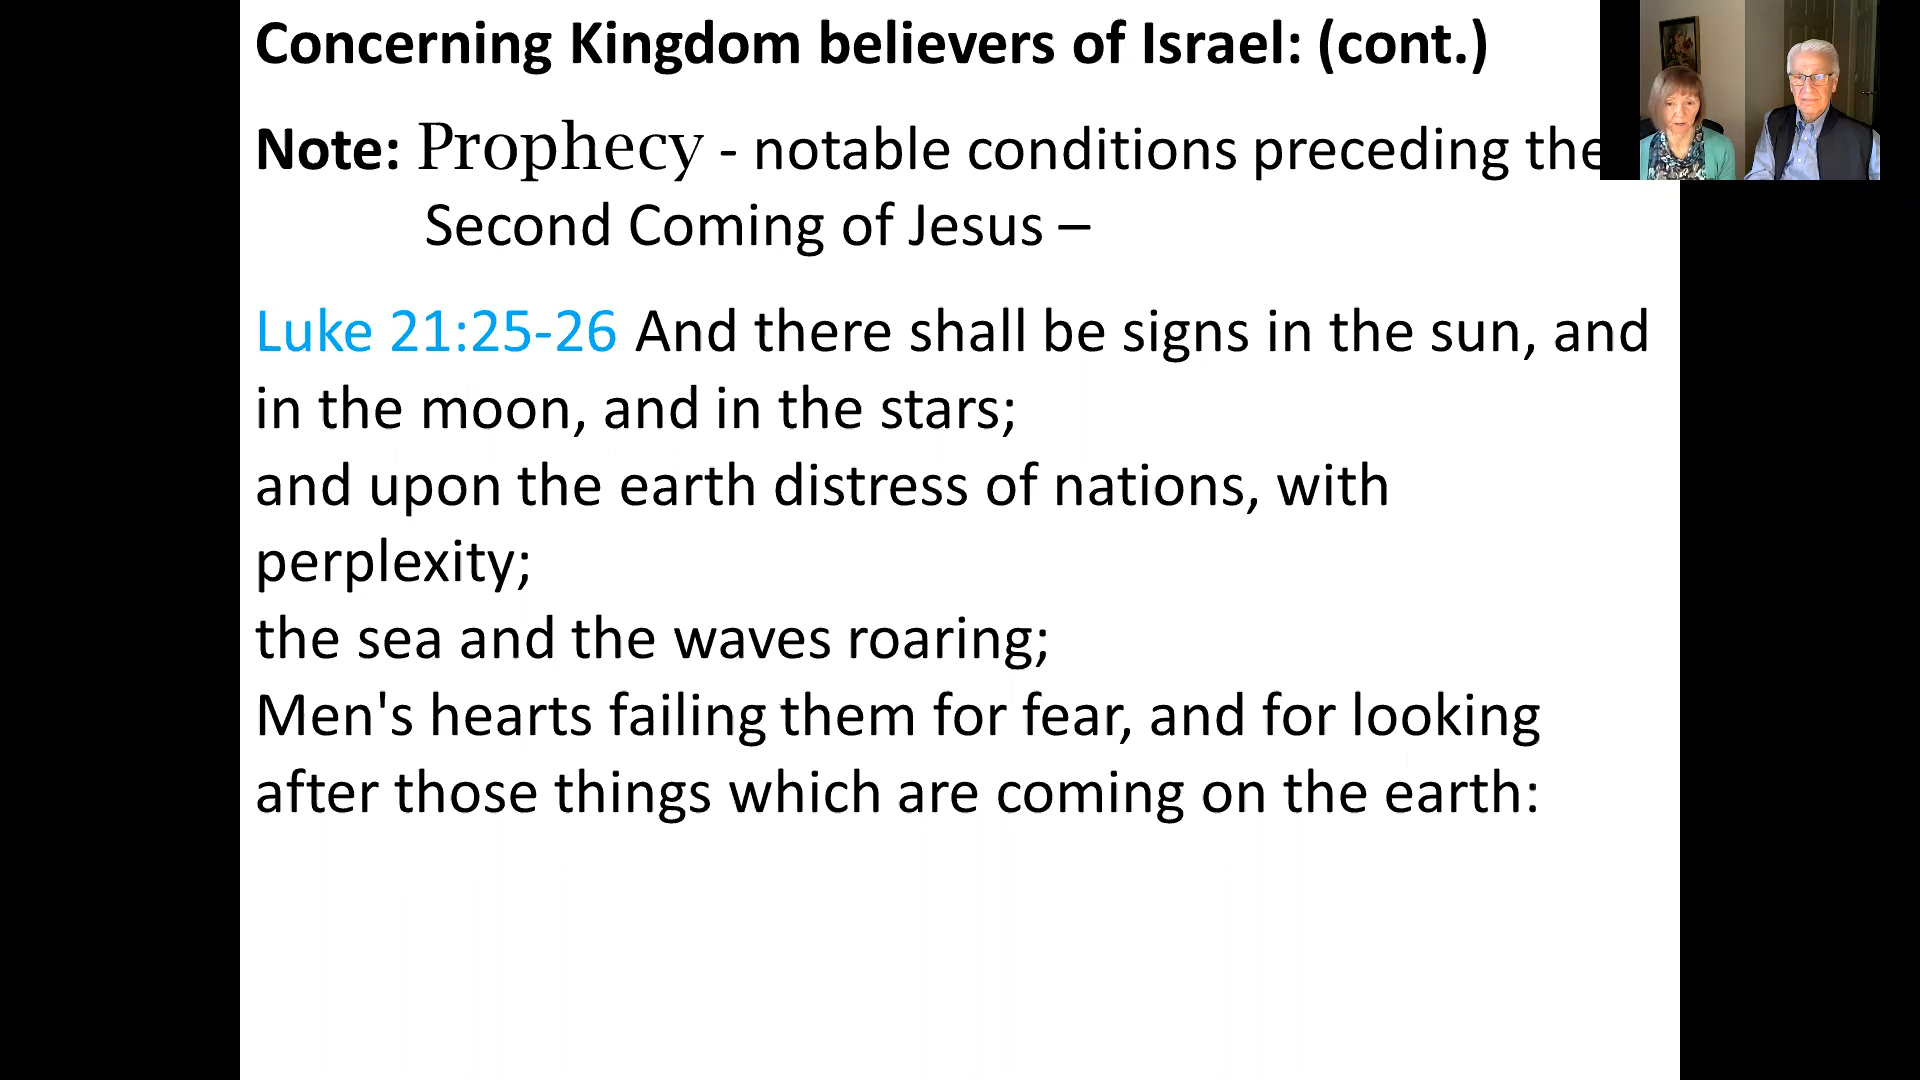 Concerning Kingdom believers of Israel: (cont.)
Note: Prophecy - notable conditions preceding the
Second Coming of Jesus –
Luke 21:25-26 And there shall be signs in the sun, and
in the moon, and in the stars;
and upon the earth distress of nations, with
perplexity;
the sea and the waves roaring;
Men's hearts failing them for fear, and for looking
after those things which are coming on the earth: